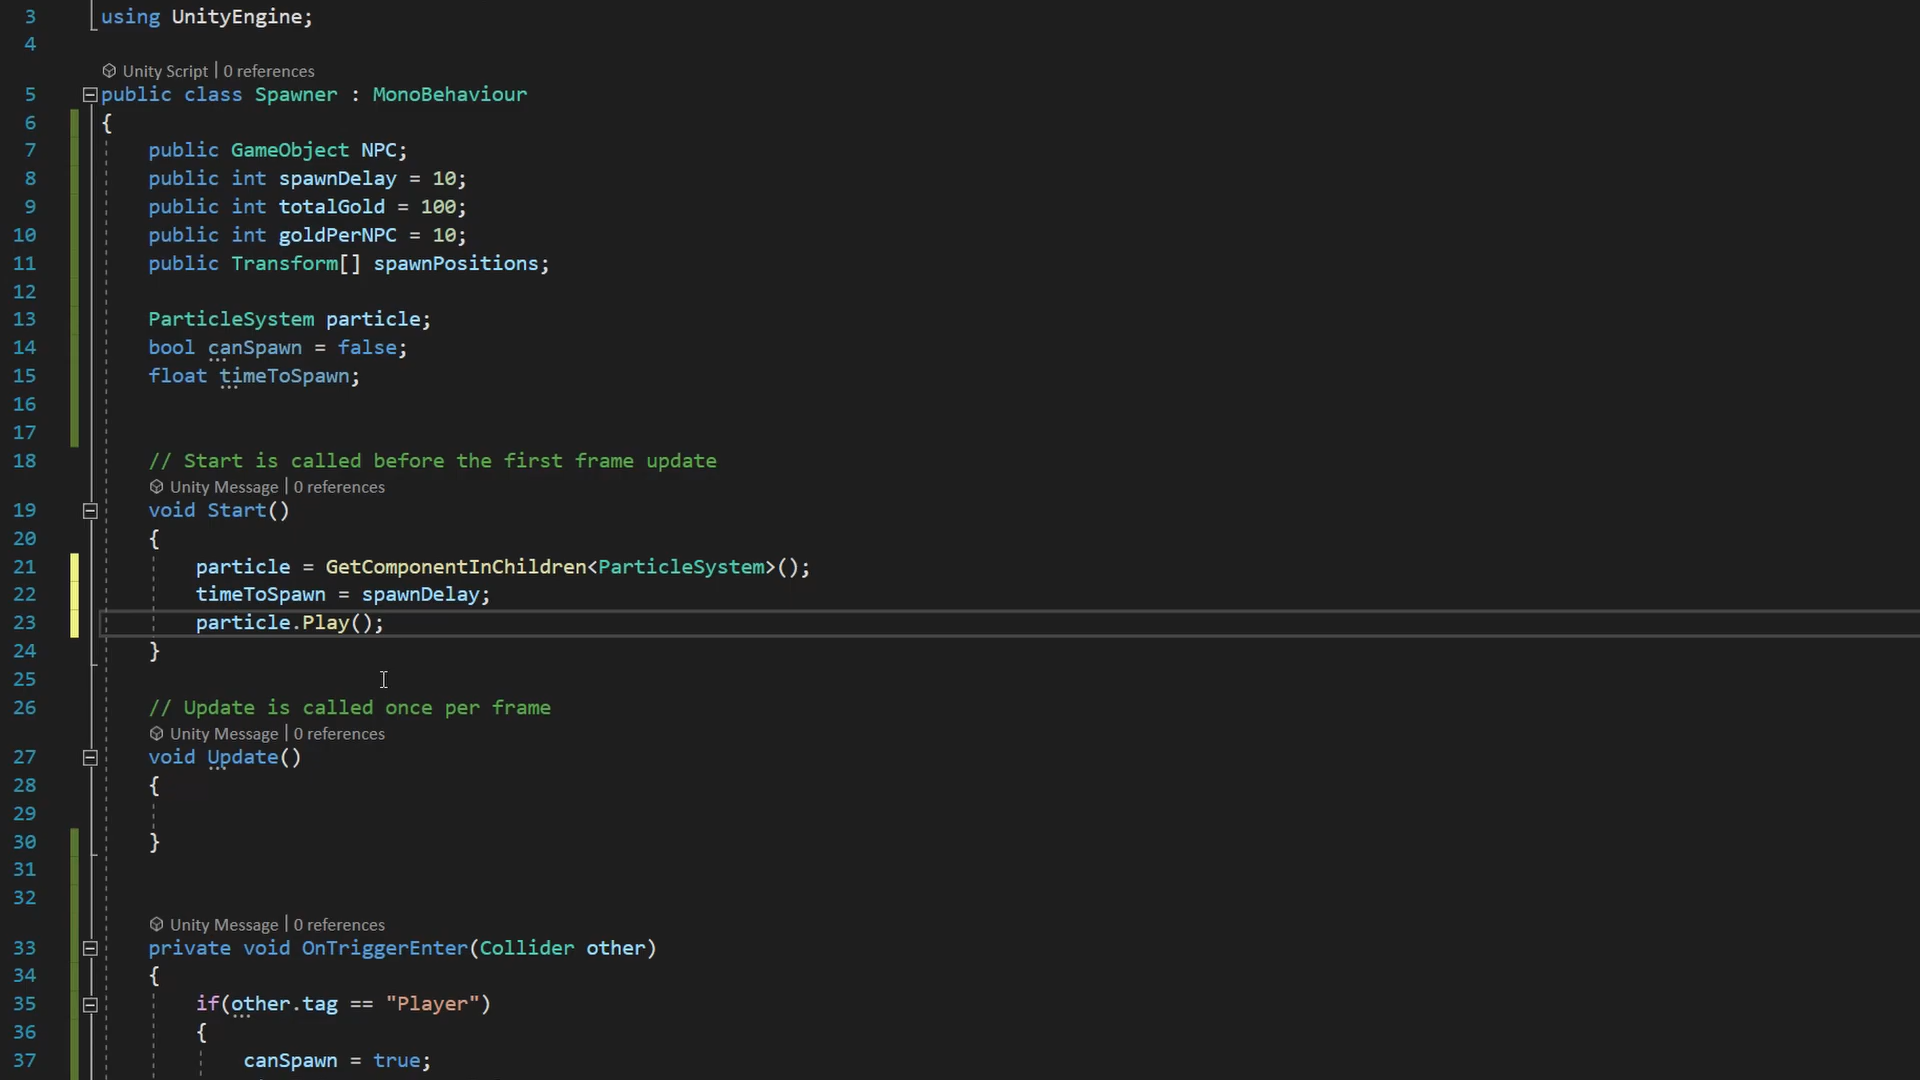 3 using UnityEngine;
4
Unity Script | 0 references
5 public class Spawner : MonoBehaviour
6 {
7 public GameObject NPC;
8 public int spawnDelay = 10;
9 public int totalGold = 100;
10 public int goldPerNPC = 10;
11 public Transform[] spawnPositions;
12
13 ParticleSystem particle;
14 bool canSpawn = false;
15 float timeToSpawn;
16
17
18 // Start is called before the first frame update
Unity Message | 0 references
19 void Start()
20 {
21 particle = GetComponentInChildren<ParticleSystem>();
22 timeToSpawn = spawnDelay;
23 particle.Play();
24 }
25
26 // Update is called once per frame
Unity Message | 0 references
27 void Update()
28 {
29
30 }
31
32
Unity Message | 0 references
33 private void OnTriggerEnter(Collider other)
34 {
35 if(other.tag == "Player")
36 {
37 canSpawn = true;